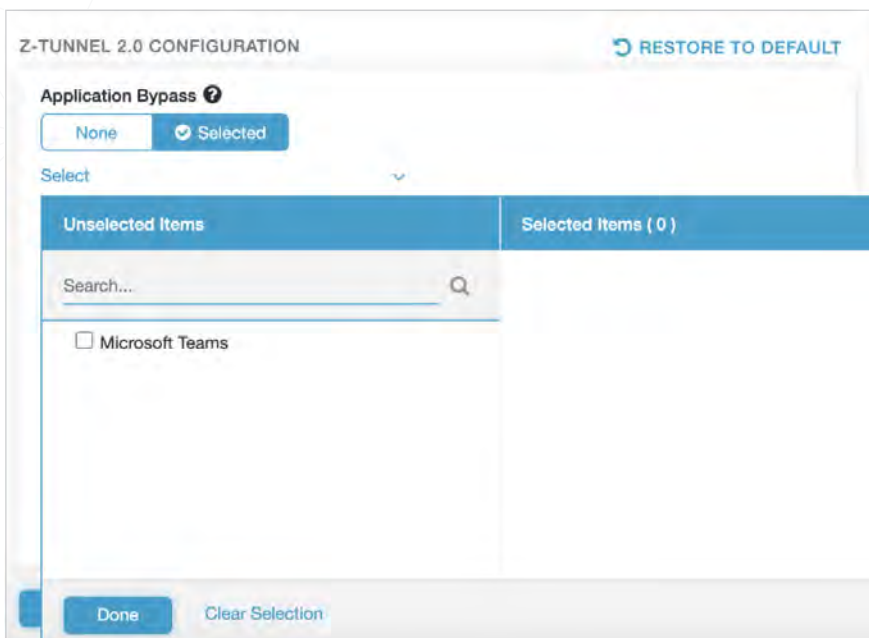 Z-TUNNEL 2.0 CONFIGURATION
RESTORE TO DEFAULT
Application Bypass
None
Selected
Select
Unselected Items
Selected Items ( 0 )
Search...
Microsoft Teams
Done
Clear Selection